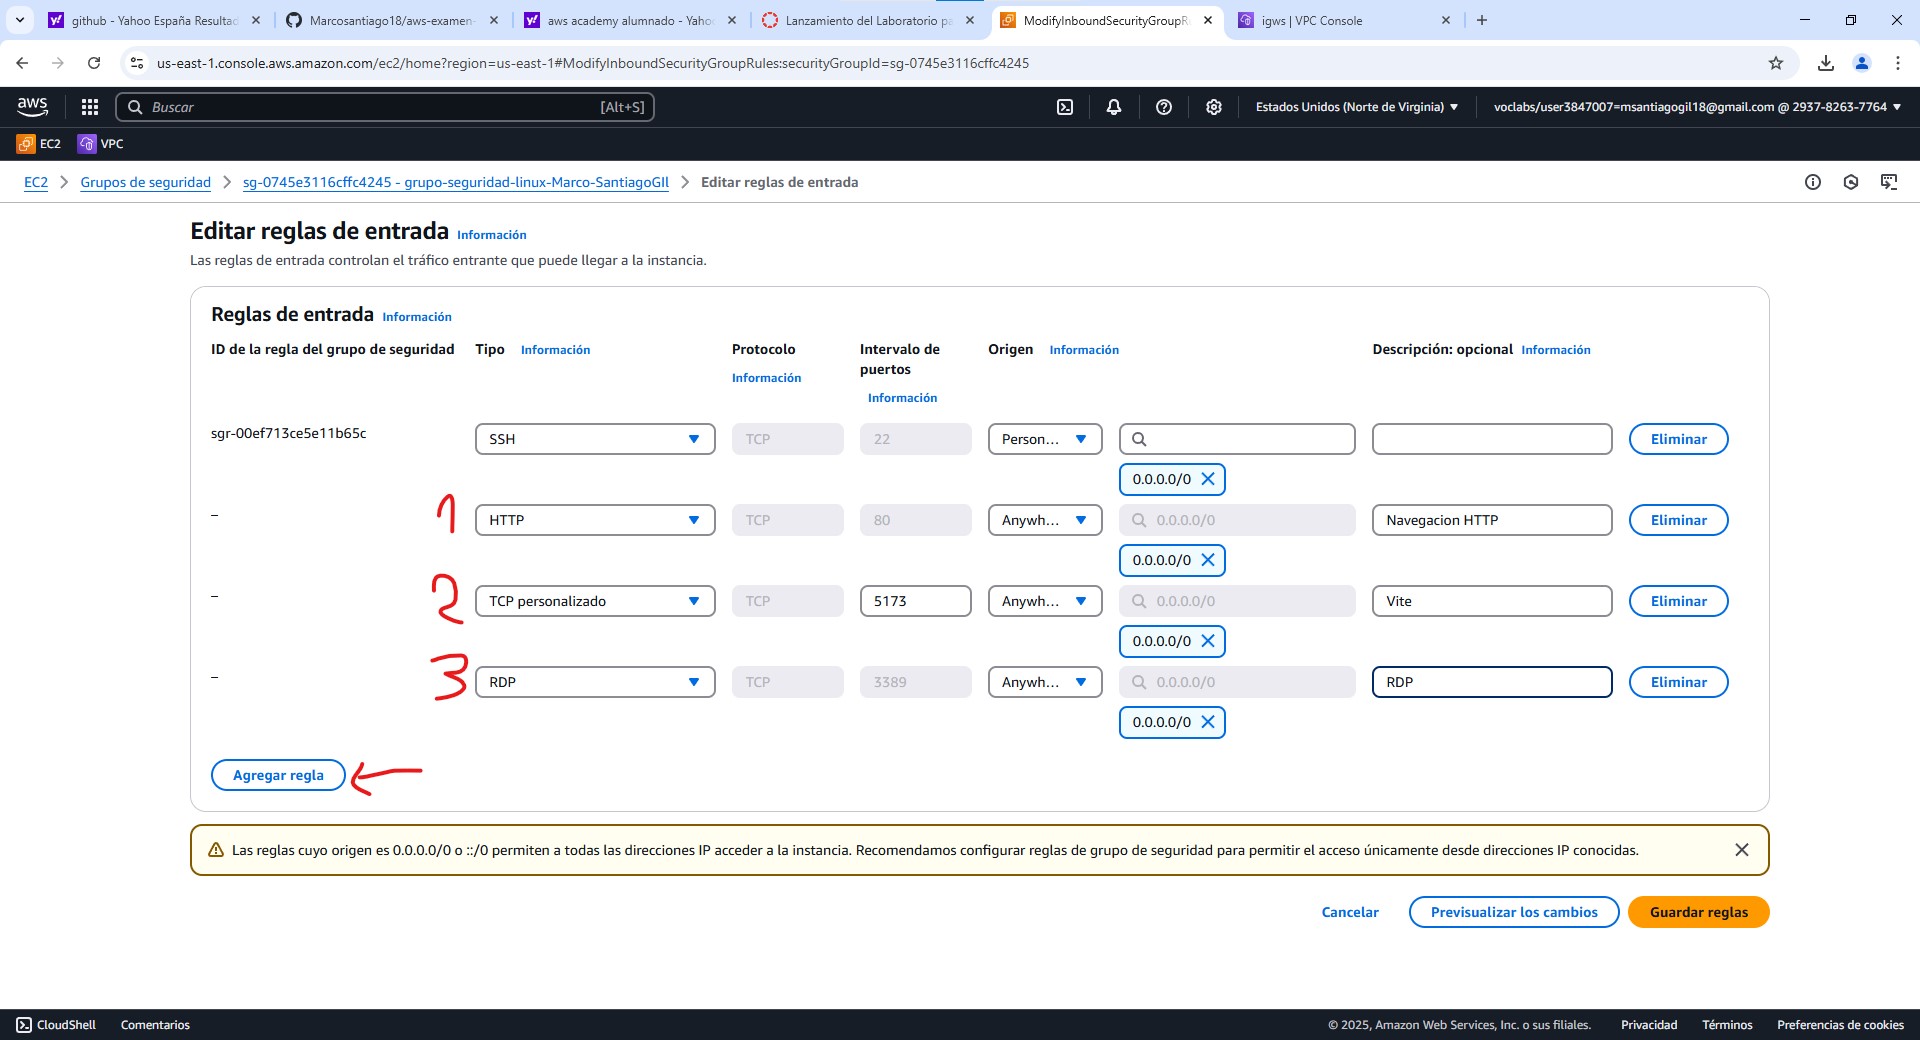 github - Yahoo España Resultad
Marcosantiago18/aws-examen-
aws academy alumnado - Yaho
Lanzamiento del Laboratorio pa
ModifyInboundSecurityGroupR
igws | VPC Console
us-east-1.console.aws.amazon.com/ec2/home?region=us-east-1#ModifyInboundSecurityGroupRules:securityGroupId=sg-0745e3116cffc4245
aws
Buscar
[Alt+S]
Estados Unidos (Norte de Virginia)
voclabs/user3847007=msantiagogil18@gmail.com @ 2937-8263-7764
EC2
VPC
EC2 > Grupos de seguridad > sg-0745e3116cffc4245 - grupo-seguridad-linux-Marco-SantiagoGIl > Editar reglas de entrada
Editar reglas de entrada Información
Las reglas de entrada controlan el tráfico entrante que puede llegar a la instancia.
Reglas de entrada Información
ID de la regla del grupo de seguridad
Tipo Información
Protocolo
Información
Intervalo de
puertos
Información
Origen Información
Descripción: opcional Información
sgr-00ef713ce5e11b65c SSH TCP 22 Person... Eliminar
0.0.0.0/0
– 1 HTTP TCP 80 Anywh... 0.0.0.0/0 Navegacion HTTP Eliminar
0.0.0.0/0
– 2 TCP personalizado TCP 5173 Anywh... 0.0.0.0/0 Vite Eliminar
0.0.0.0/0
– 3 RDP TCP 3389 Anywh... 0.0.0.0/0 RDP Eliminar
0.0.0.0/0
Agregar regla
Las reglas cuyo origen es 0.0.0.0/0 o ::/0 permiten a todas las direcciones IP acceder a la instancia. Recomendamos configurar reglas de grupo de seguridad para permitir el acceso únicamente desde direcciones IP conocidas.
Cancelar
Previsualizar los cambios
Guardar reglas
CloudShell
Comentarios
© 2025, Amazon Web Services, Inc. o sus filiales.
Privacidad
Términos
Preferencias de cookies